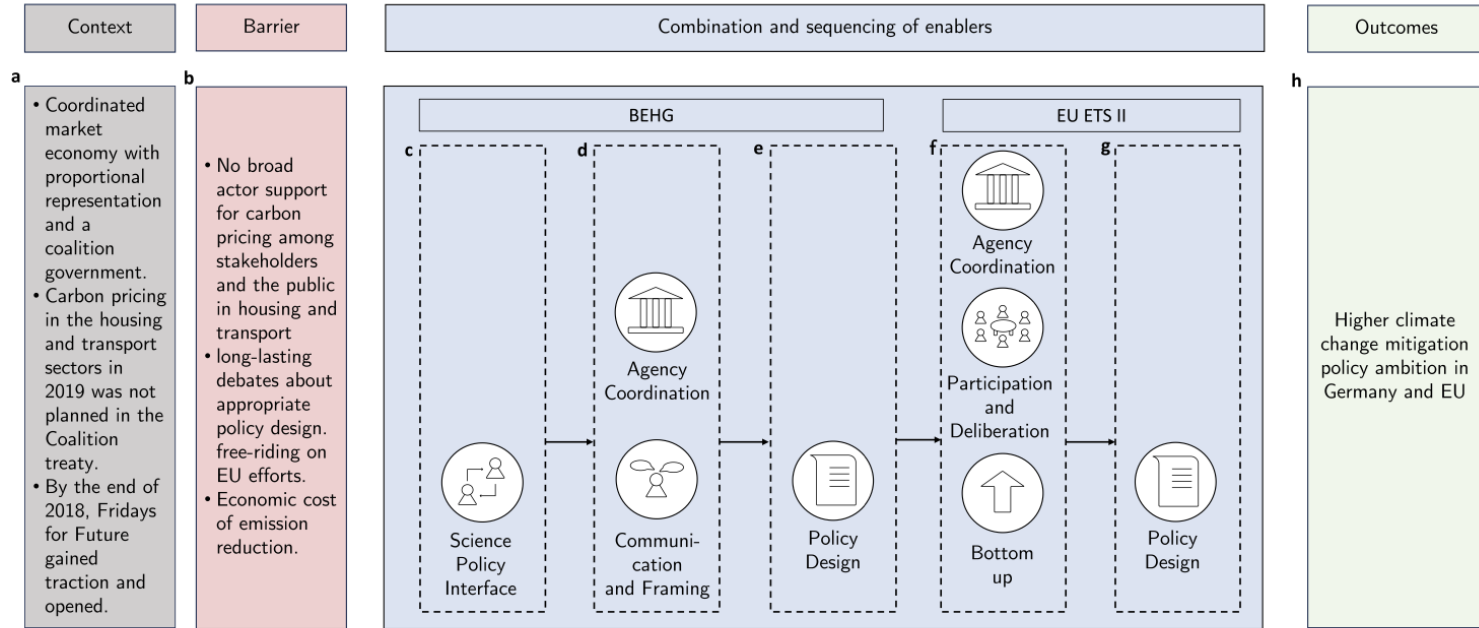 Context
Barrier
Combination and sequencing of enablers
Outcomes
a
• Coordinated
market
economy with
proportional
representation
and a
coalition
government.
• Carbon pricing
in the housing
and transport
sectors in
2019 was not
planned in the
Coalition
treaty.
• By the end of
2018, Fridays
for Future
gained
traction and
opened.
b
• No broad
actor support
for carbon
pricing among
stakeholders
and the public
in housing and
transport
• long-lasting
debates about
appropriate
policy design.
free-riding on
EU efforts.
• Economic cost
of emission
reduction.
BEHG
c
Science
Policy
Interface
d
Agency
Coordination
Communi-
cation
and Framing
e
Policy
Design
EU ETS II
f
Agency
Coordination
Participation
and
Deliberation
Bottom
up
g
Policy
Design
h
Higher climate
change mitigation
policy ambition in
Germany and EU